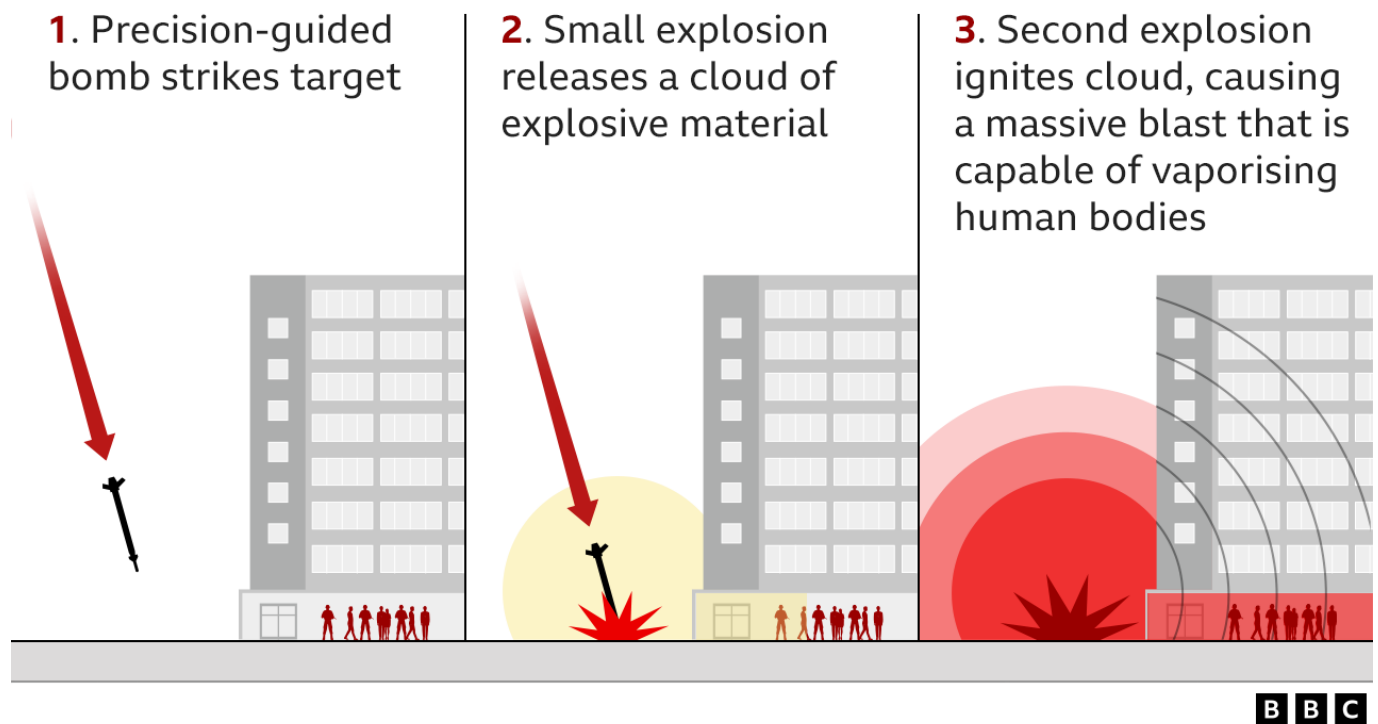 1. Precision-guided
bomb strikes target
2. Small explosion
releases a cloud of
explosive material
3. Second explosion
ignites cloud, causing
a massive blast that is
capable of vaporising
human bodies
BBC